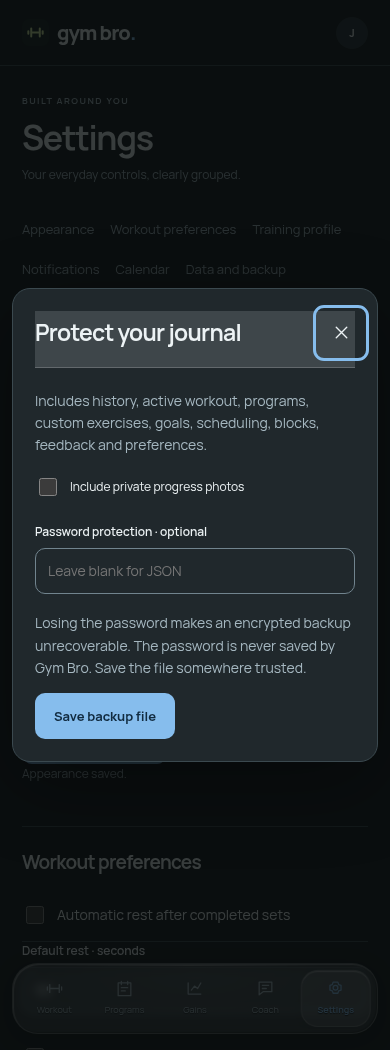 gym bro.
J
BUILT AROUND YOU
Settings
Your everyday controls, clearly grouped.
Appearance Workout preferences Training profile
Notifications Calendar Data and backup
Protect your journal
Includes history, active workout, programs,
custom exercises, goals, scheduling, blocks,
feedback and preferences.
Include private progress photos
Password protection · optional
Leave blank for JSON
Losing the password makes an encrypted backup
unrecoverable. The password is never saved by
Gym Bro. Save the file somewhere trusted.
Save backup file
Appearance saved.
Workout preferences
Automatic rest after completed sets
Default rest · seconds
Workout Programs Gains Coach Settings